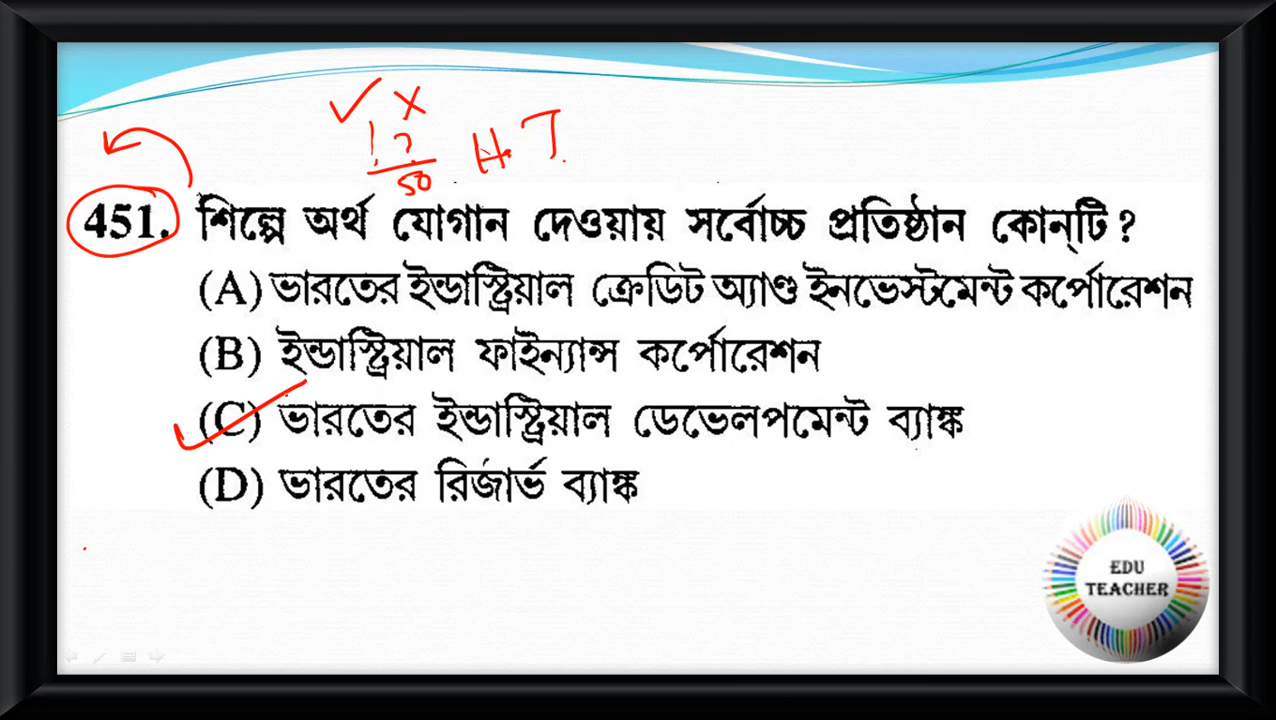 50 H. T.
451. শিল্পে অর্থ যোগান দেওয়ায় সর্বোচ্চ প্রতিষ্ঠান কোন্‌টি ?
(A) ভারতের ইন্ডাস্ট্রিয়াল ক্রেডিট অ্যাণ্ড ইনভেস্টমেন্ট কর্পোরেশন
(B) ইন্ডাস্ট্রিয়াল ফাইন্যান্স কর্পোরেশন
(C) ভারতের ইন্ডাস্ট্রিয়াল ডেভেলপমেন্ট ব্যাঙ্ক
(D) ভারতের রিজার্ভ ব্যাঙ্ক
EDU
TEACHER